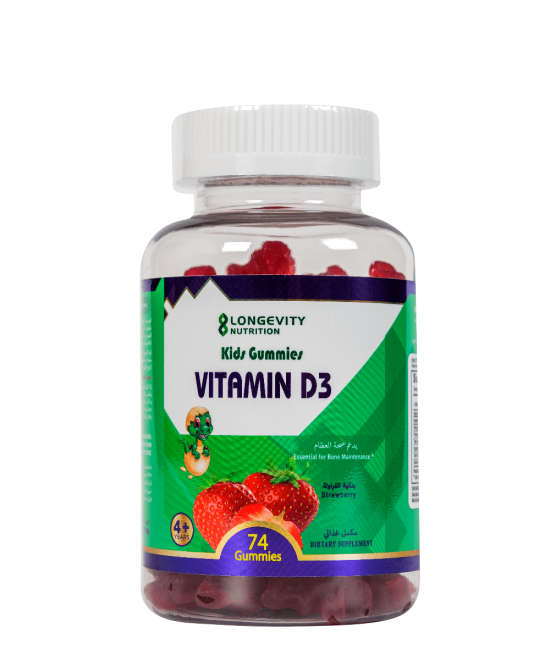 LONGEVITY
NUTRITION
Kids Gummies
VITAMIN D3
يدعم صحة العظام
Essential for Bone Maintenance*
بنكهة الفراولة
Strawberry
4+
YEARS
74
Gummies
مكمل غذائي
DIETARY SUPPLEMENT